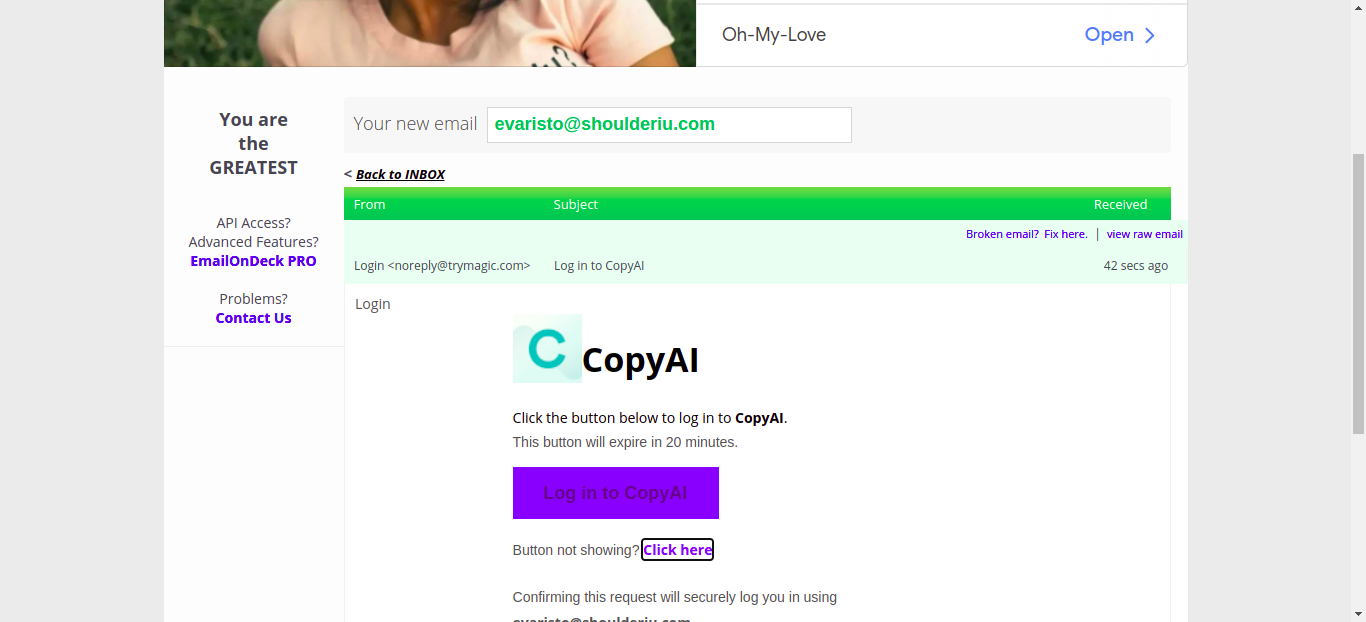 Oh-My-Love
Open
You are
the
GREATEST
API Access?
Advanced Features?
EmailOnDeck PRO
Problems?
Contact Us
Your new email evaristo@shoulderiu.com
< Back to INBOX
From Subject Received
Broken email? Fix here. | view raw email
Login <noreply@trymagic.com> Log in to CopyAI 42 secs ago
Login
C CopyAI
Click the button below to log in to CopyAI.
This button will expire in 20 minutes.
Log in to CopyAI
Button not showing? Click here
Confirming this request will securely log you in using
evaristo@shoulderiu.com